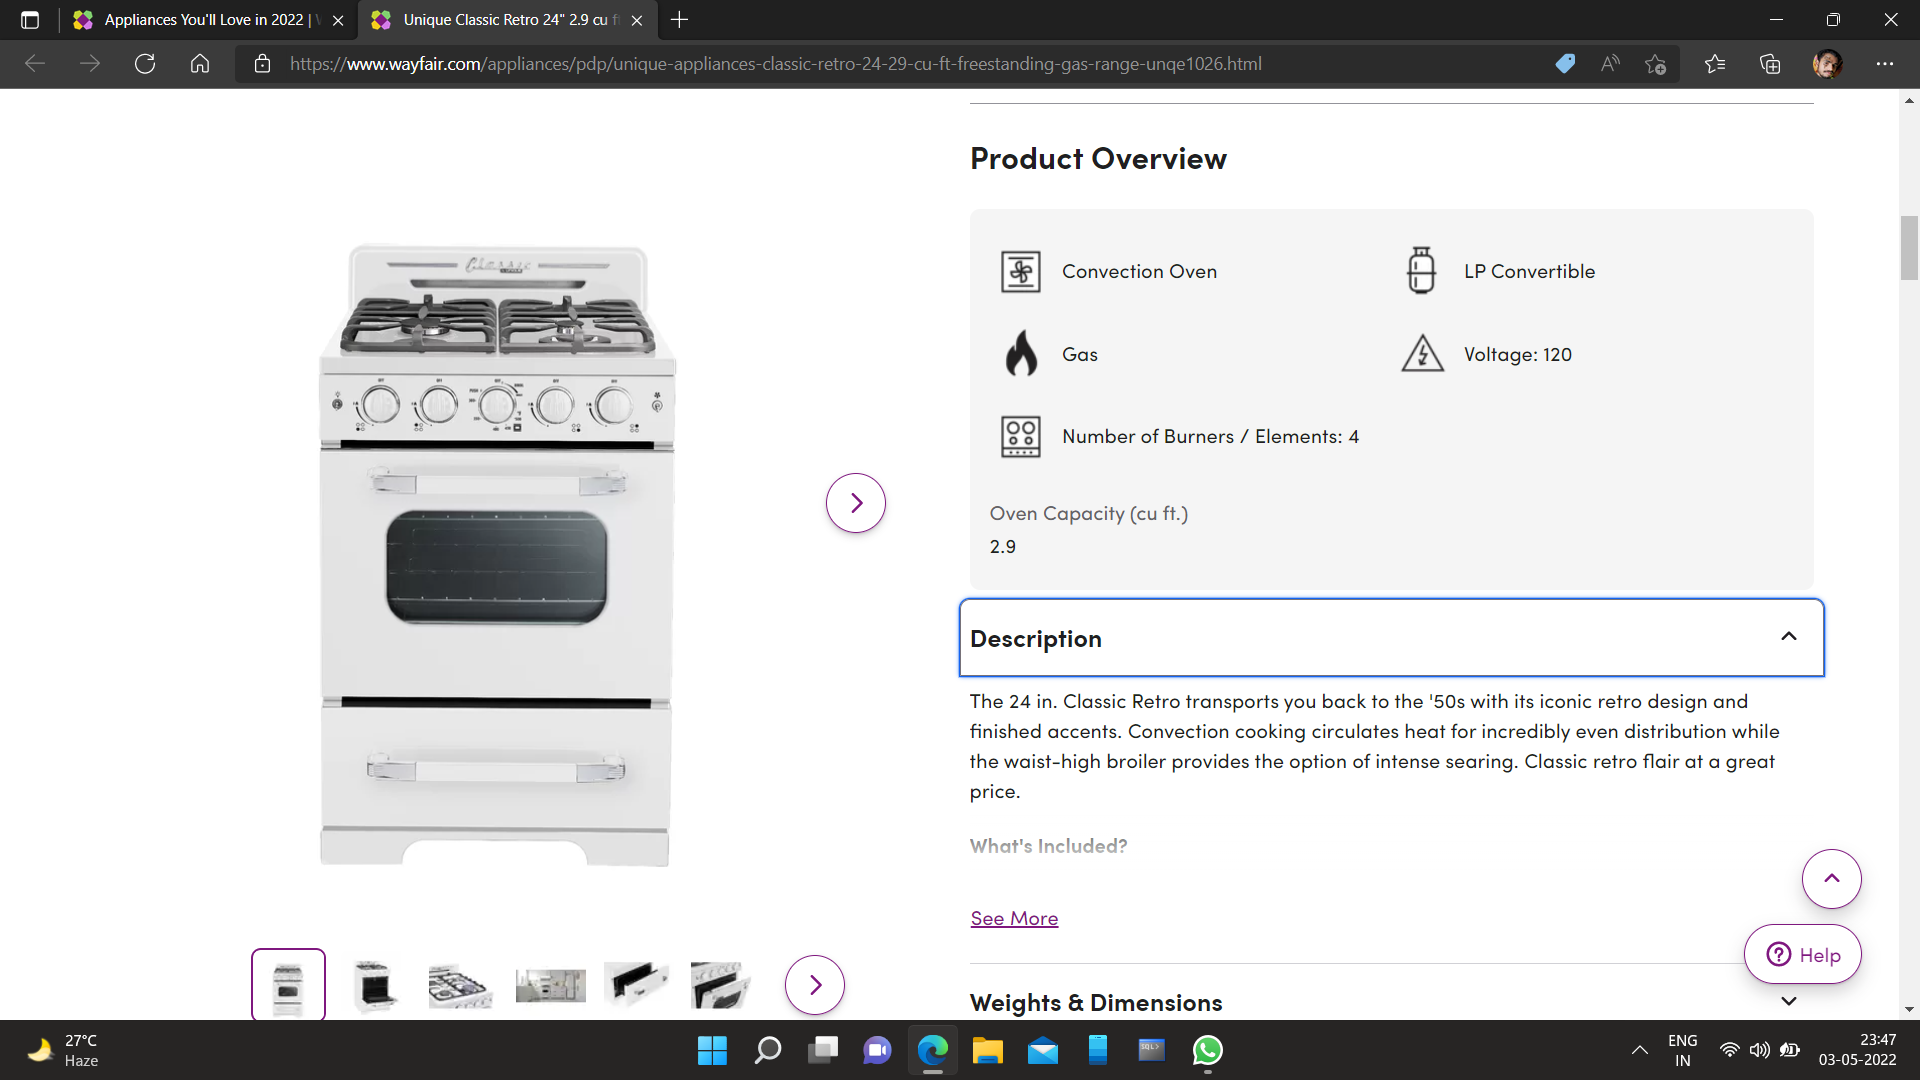 Appliances You'll Love in 2022 |
Unique Classic Retro 24" 2.9 cu ft
https://www.wayfair.com/appliances/pdp/unique-appliances-classic-retro-24-29-cu-ft-freestanding-gas-range-unqe1026.html
Classic
Product Overview
Convection Oven
LP Convertible
Gas
Voltage: 120
Number of Burners / Elements: 4
Oven Capacity (cu ft.)
2.9
Description
The 24 in. Classic Retro transports you back to the '50s with its iconic retro design and
finished accents. Convection cooking circulates heat for incredibly even distribution while
the waist-high broiler provides the option of intense searing. Classic retro flair at a great
price.
What's Included?
See More
Help
Weights & Dimensions
27°C
Haze
SQL>
ENG
IN
23:47
03-05-2022